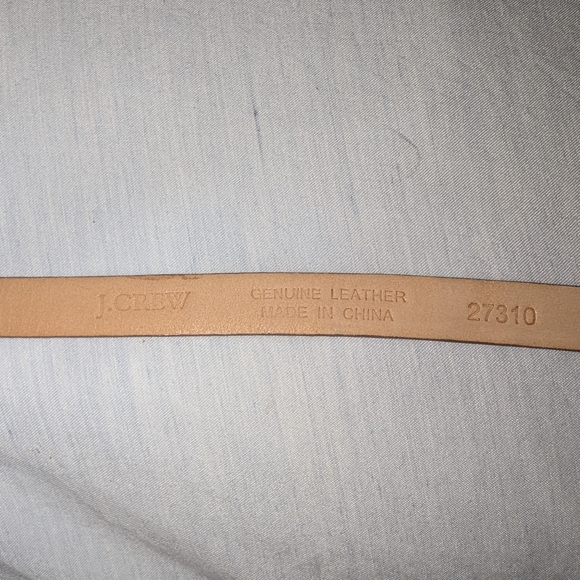 J.CREW
GENUINE LEATHER
MADE IN CHINA
27310